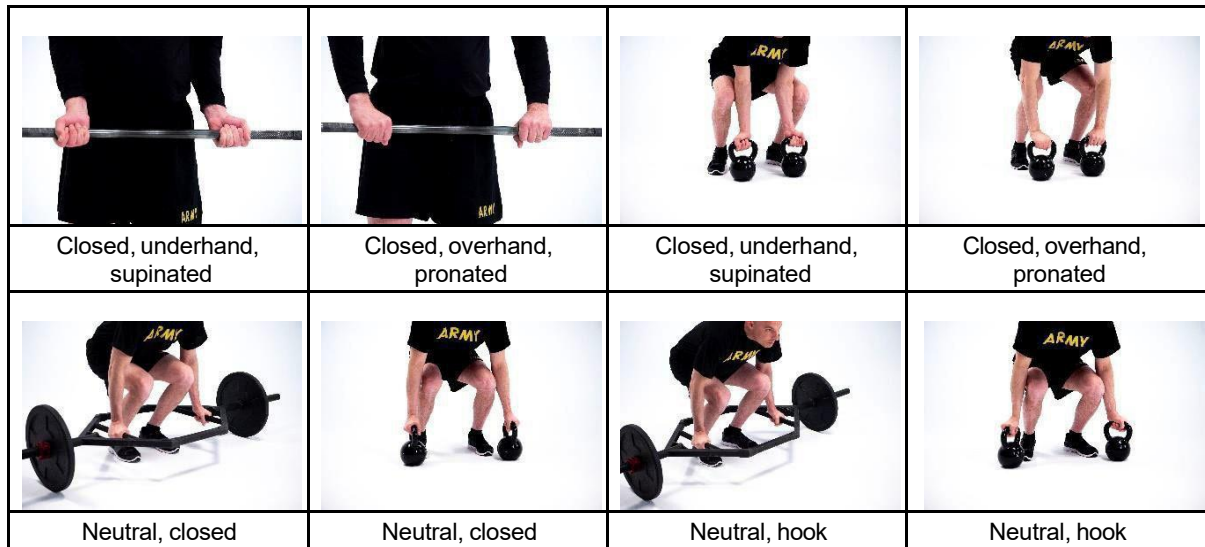 ARMY
ARMY
ARMY
ARMY
Closed, underhand,
supinated
Closed, overhand,
pronated
Closed, underhand,
supinated
Closed, overhand,
pronated
ARMY
ARMY
ARMY
ARMY
Neutral, closed
Neutral, closed
Neutral, hook
Neutral, hook